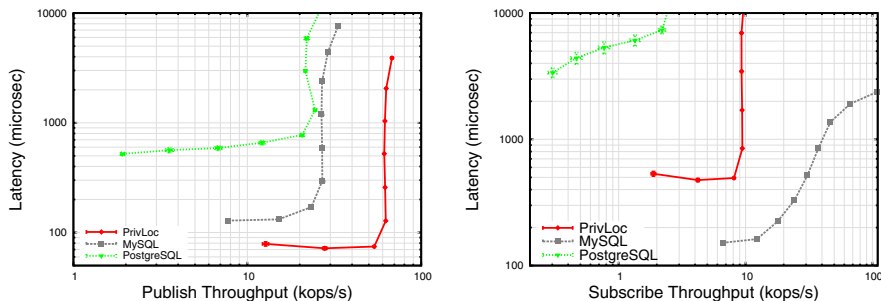 10000
1000
100
1
10
100
Latency (microsec)
Publish Throughput (kops/s)
PrivLoc
MySQL
PostgreSQL
10000
1000
100
1
10
100
Latency (microsec)
Subscribe Throughput (kops/s)
PrivLoc
MySQL
PostgreSQL